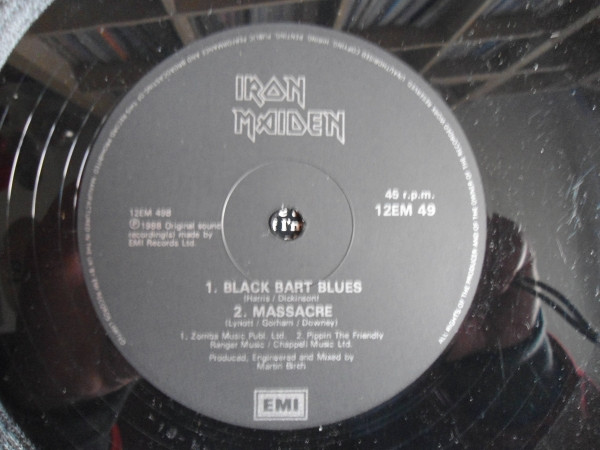 IRON
MAIDEN
45 r.p.m.
12EM 49
12EM 49B
Ⓟ1988 Original sound
recording(s) made by
EMI Records Ltd.
1. BLACK BART BLUES
(Harris / Dickinson)
2. MASSACRE
(Lynott / Gorham / Downey)
1. Zomba Music Publ. Ltd. 2. Pippin The Friendly
Ranger Music / Chappell Music Ltd.
Produced, Engineered and Mixed by
Martin Birch
EMI